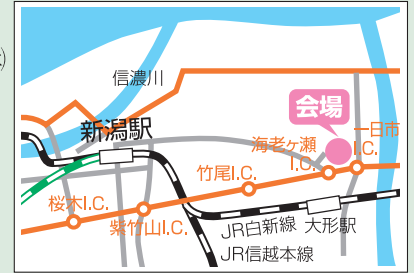 信濃川
会場
新潟駅
一日市
I.C.
海老ヶ瀬
I.C.
竹尾I.C.
桜木I.C.
紫竹山I.C.
JR白新線
大形駅
JR信越本線